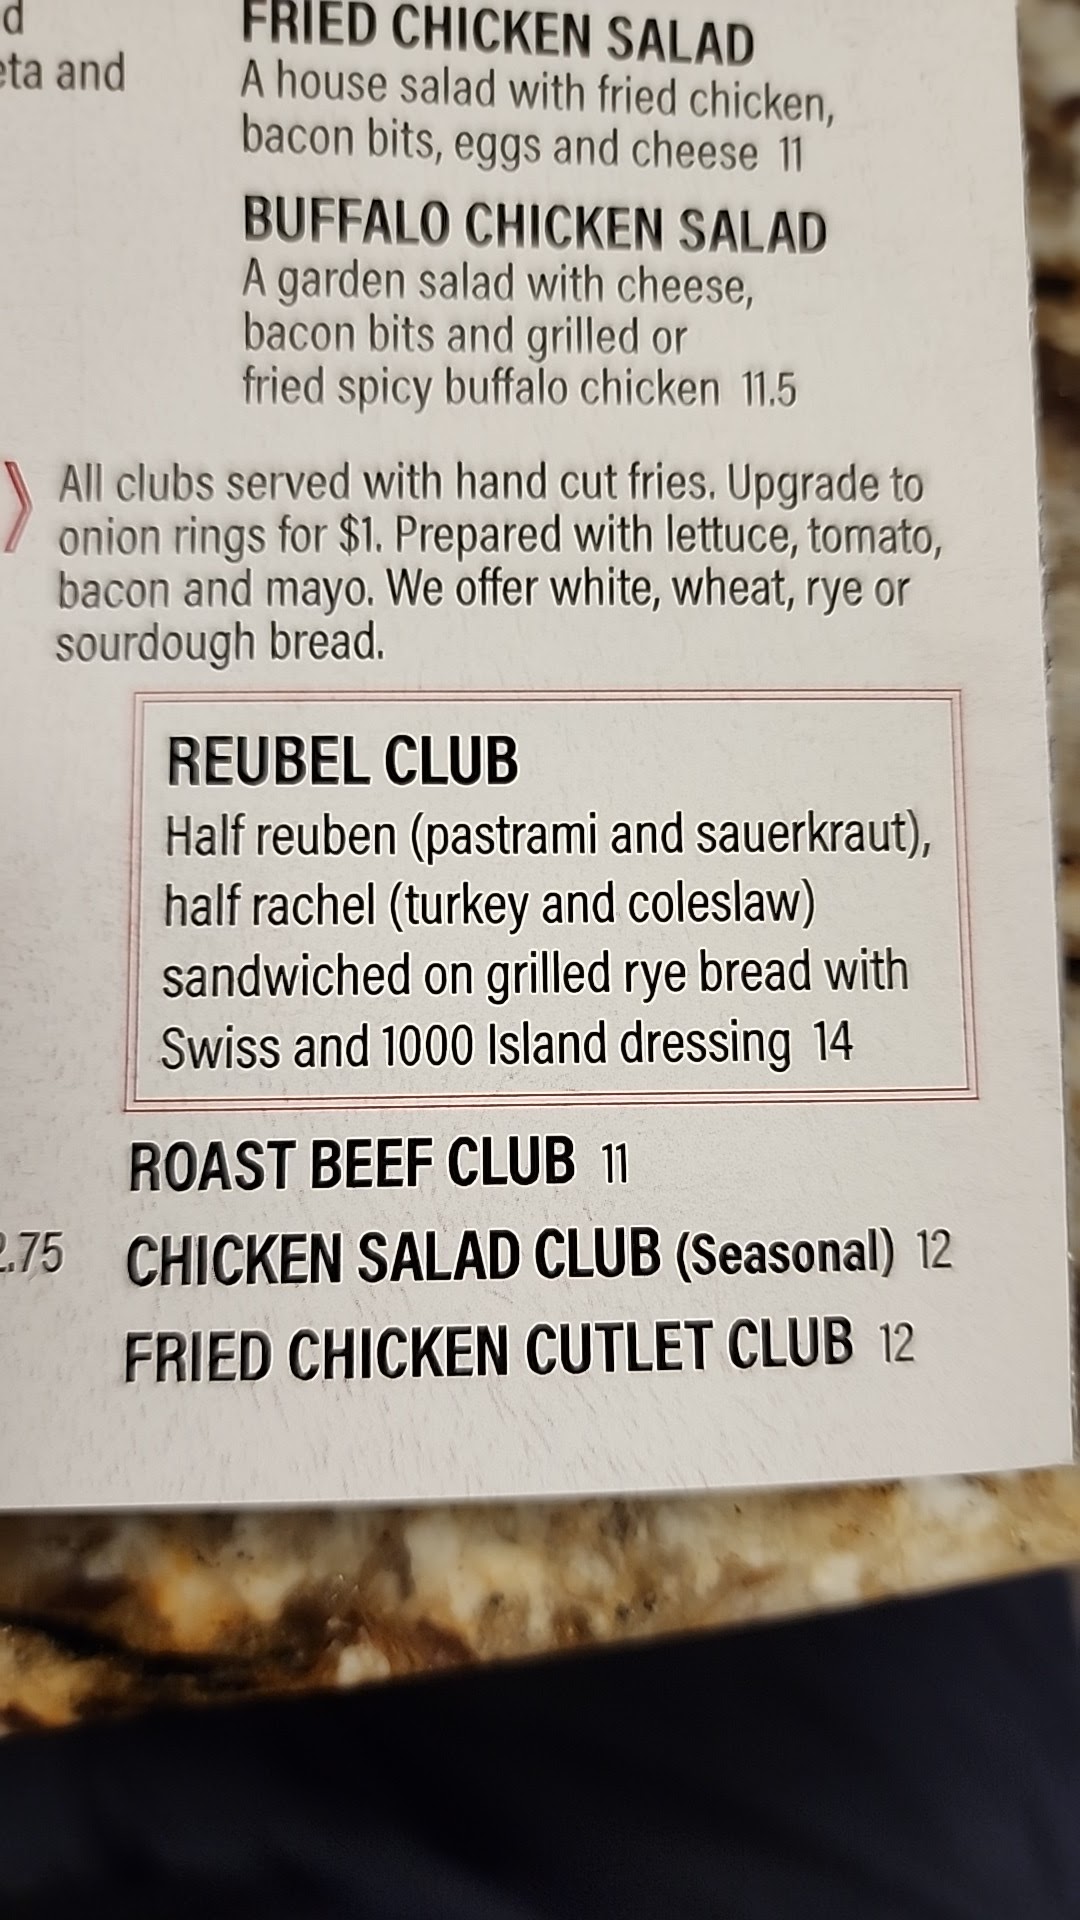 d
eta and
FRIED CHICKEN SALAD
A house salad with fried chicken,
bacon bits, eggs and cheese 11
BUFFALO CHICKEN SALAD
A garden salad with cheese,
bacon bits and grilled or
fried spicy buffalo chicken 11.5
All clubs served with hand cut fries. Upgrade to
onion rings for $1. Prepared with lettuce, tomato,
bacon and mayo. We offer white, wheat, rye or
sourdough bread.
REUBEL CLUB
Half reuben (pastrami and sauerkraut),
half rachel (turkey and coleslaw)
sandwiched on grilled rye bread with
Swiss and 1000 Island dressing 14
ROAST BEEF CLUB 11
2.75
CHICKEN SALAD CLUB (Seasonal) 12
FRIED CHICKEN CUTLET CLUB 12